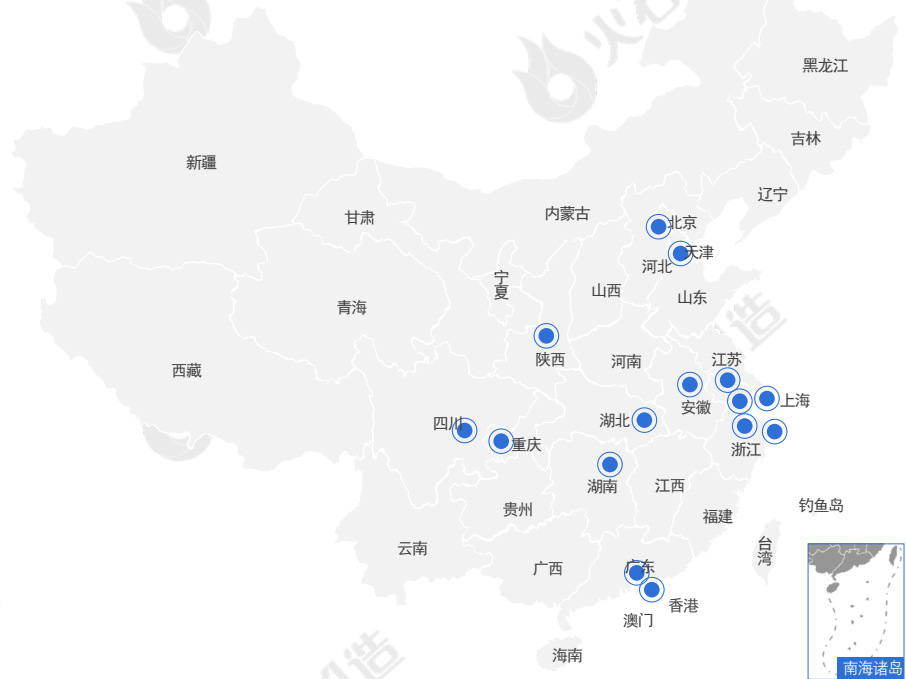 火芯
黑龙江
吉林
新疆
辽宁
内蒙古
甘肃
北京
天津
河北
宁夏
山西
山东
青海
造
陕西
河南
江苏
西藏
安徽
上海
湖北
四川
重庆
浙江
湖南
江西
贵州
福建
钓鱼岛
云南
台湾
广西
广东
香港
澳门
造
海南
南海诸岛